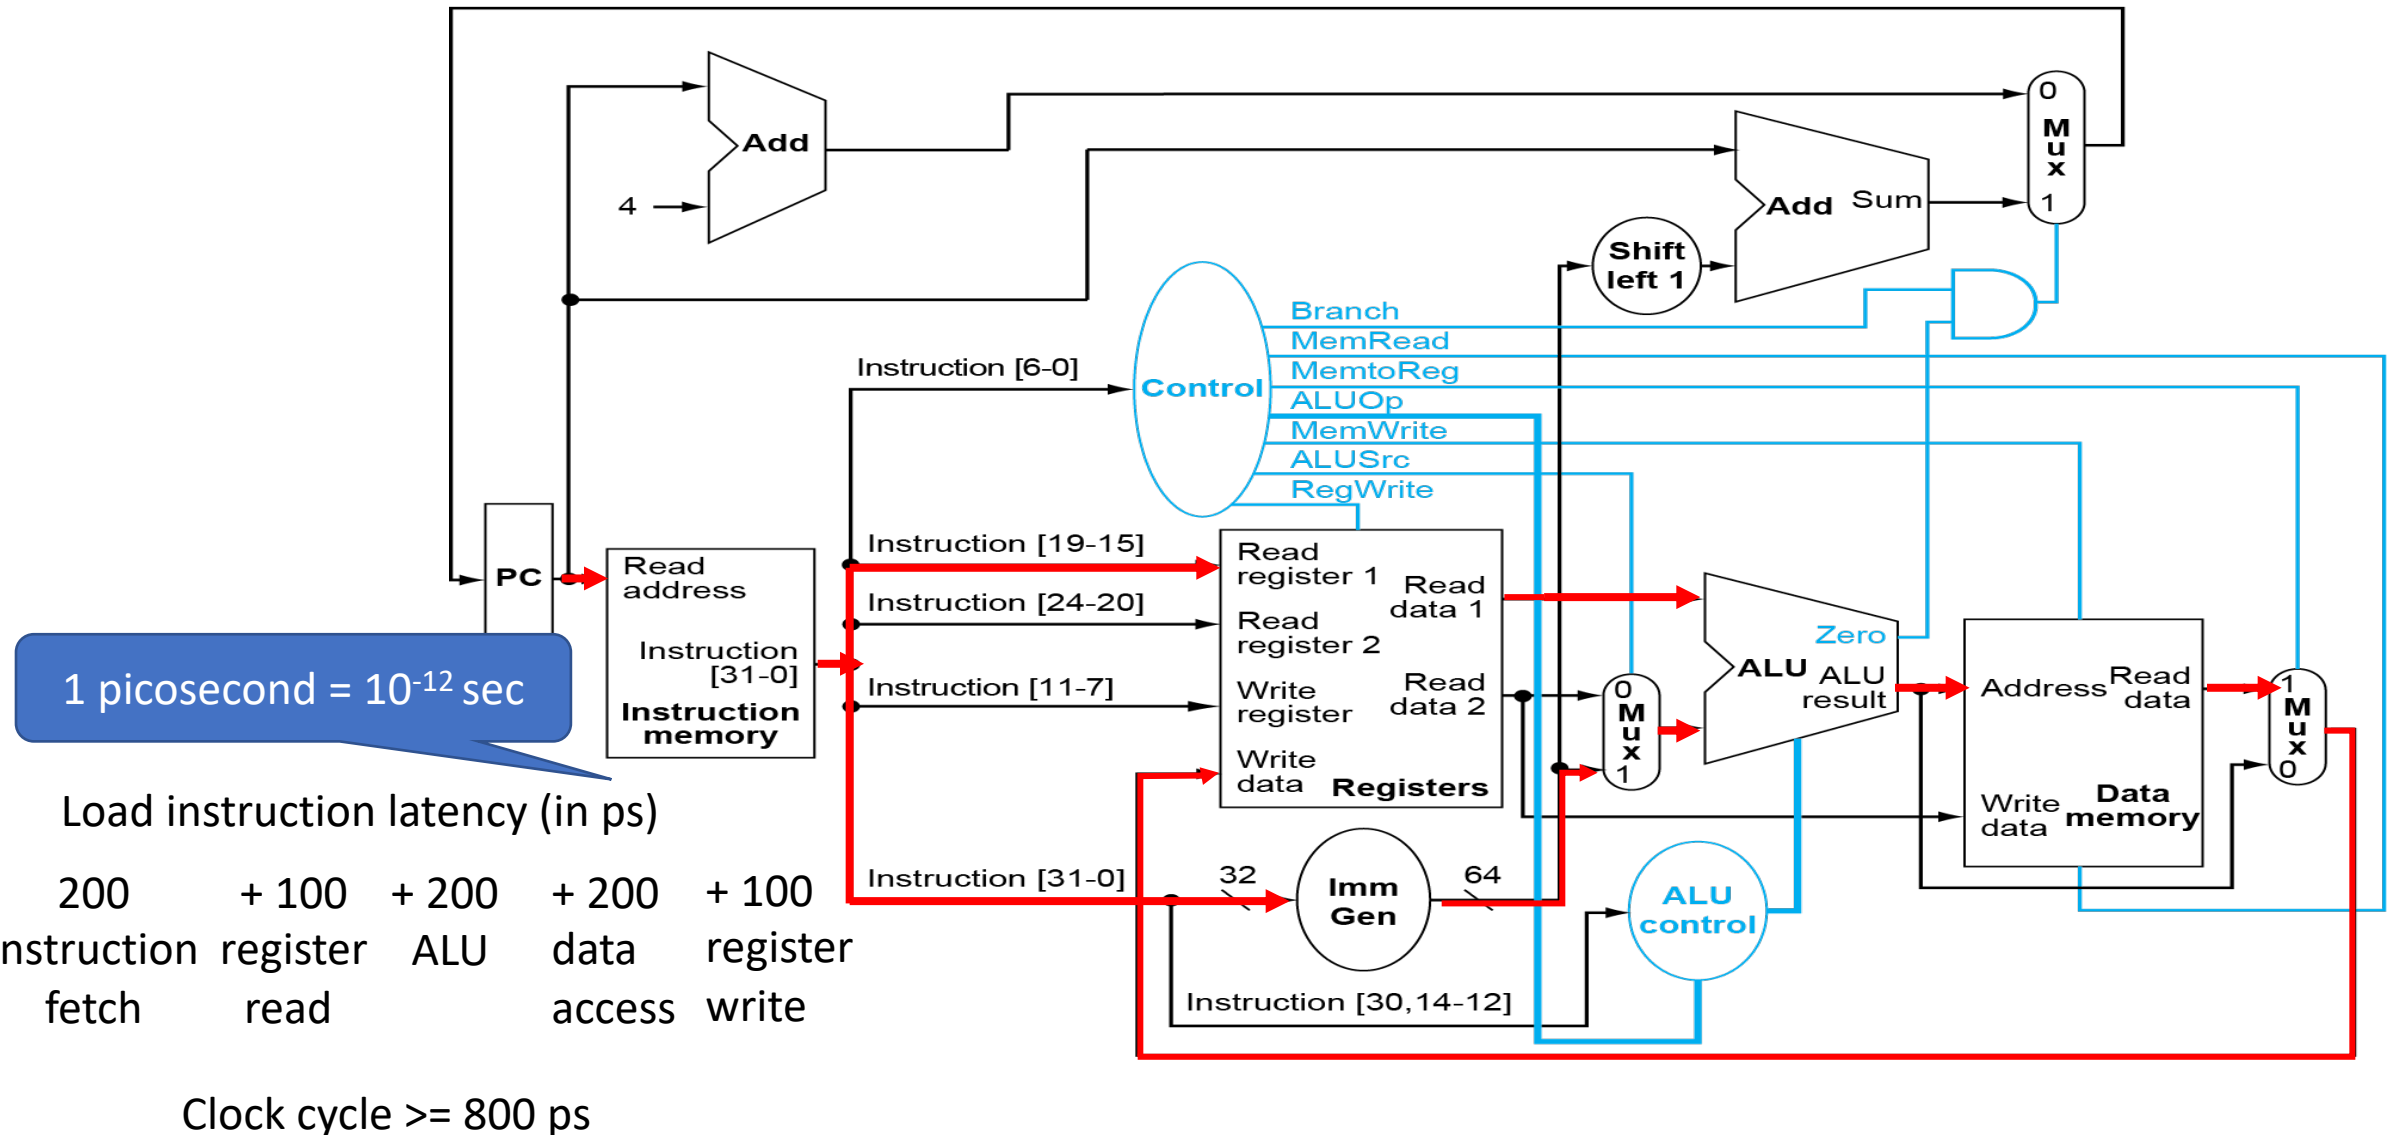 Add
4
0
M
u
x
1
Add Sum
Shift
left 1
Branch
MemRead
Instruction [6-0]
MemtoReg
Control
ALUOp
MemWrite
ALUSrc
RegWrite
PC
Read
address
Instruction
[31-0]
Instruction
memory
Instruction [19-15]
Instruction [24-20]
Instruction [11-7]
Read
register 1
Read
data 1
Read
register 2
Write
register
Read
data 2
Write
data
Registers
0
M
u
x
1
Zero
ALU
ALU
result
Address
Read
data
Write
data
Data
memory
1
M
u
x
0
1 picosecond = 10-12 sec
Load instruction latency (in ps)
200 + 100 + 200 + 200 + 100
nstruction register ALU data register
fetch read access write
Instruction [31-0]
32
Imm
Gen
64
ALU
control
Instruction [30,14-12]
Clock cycle >= 800 ps